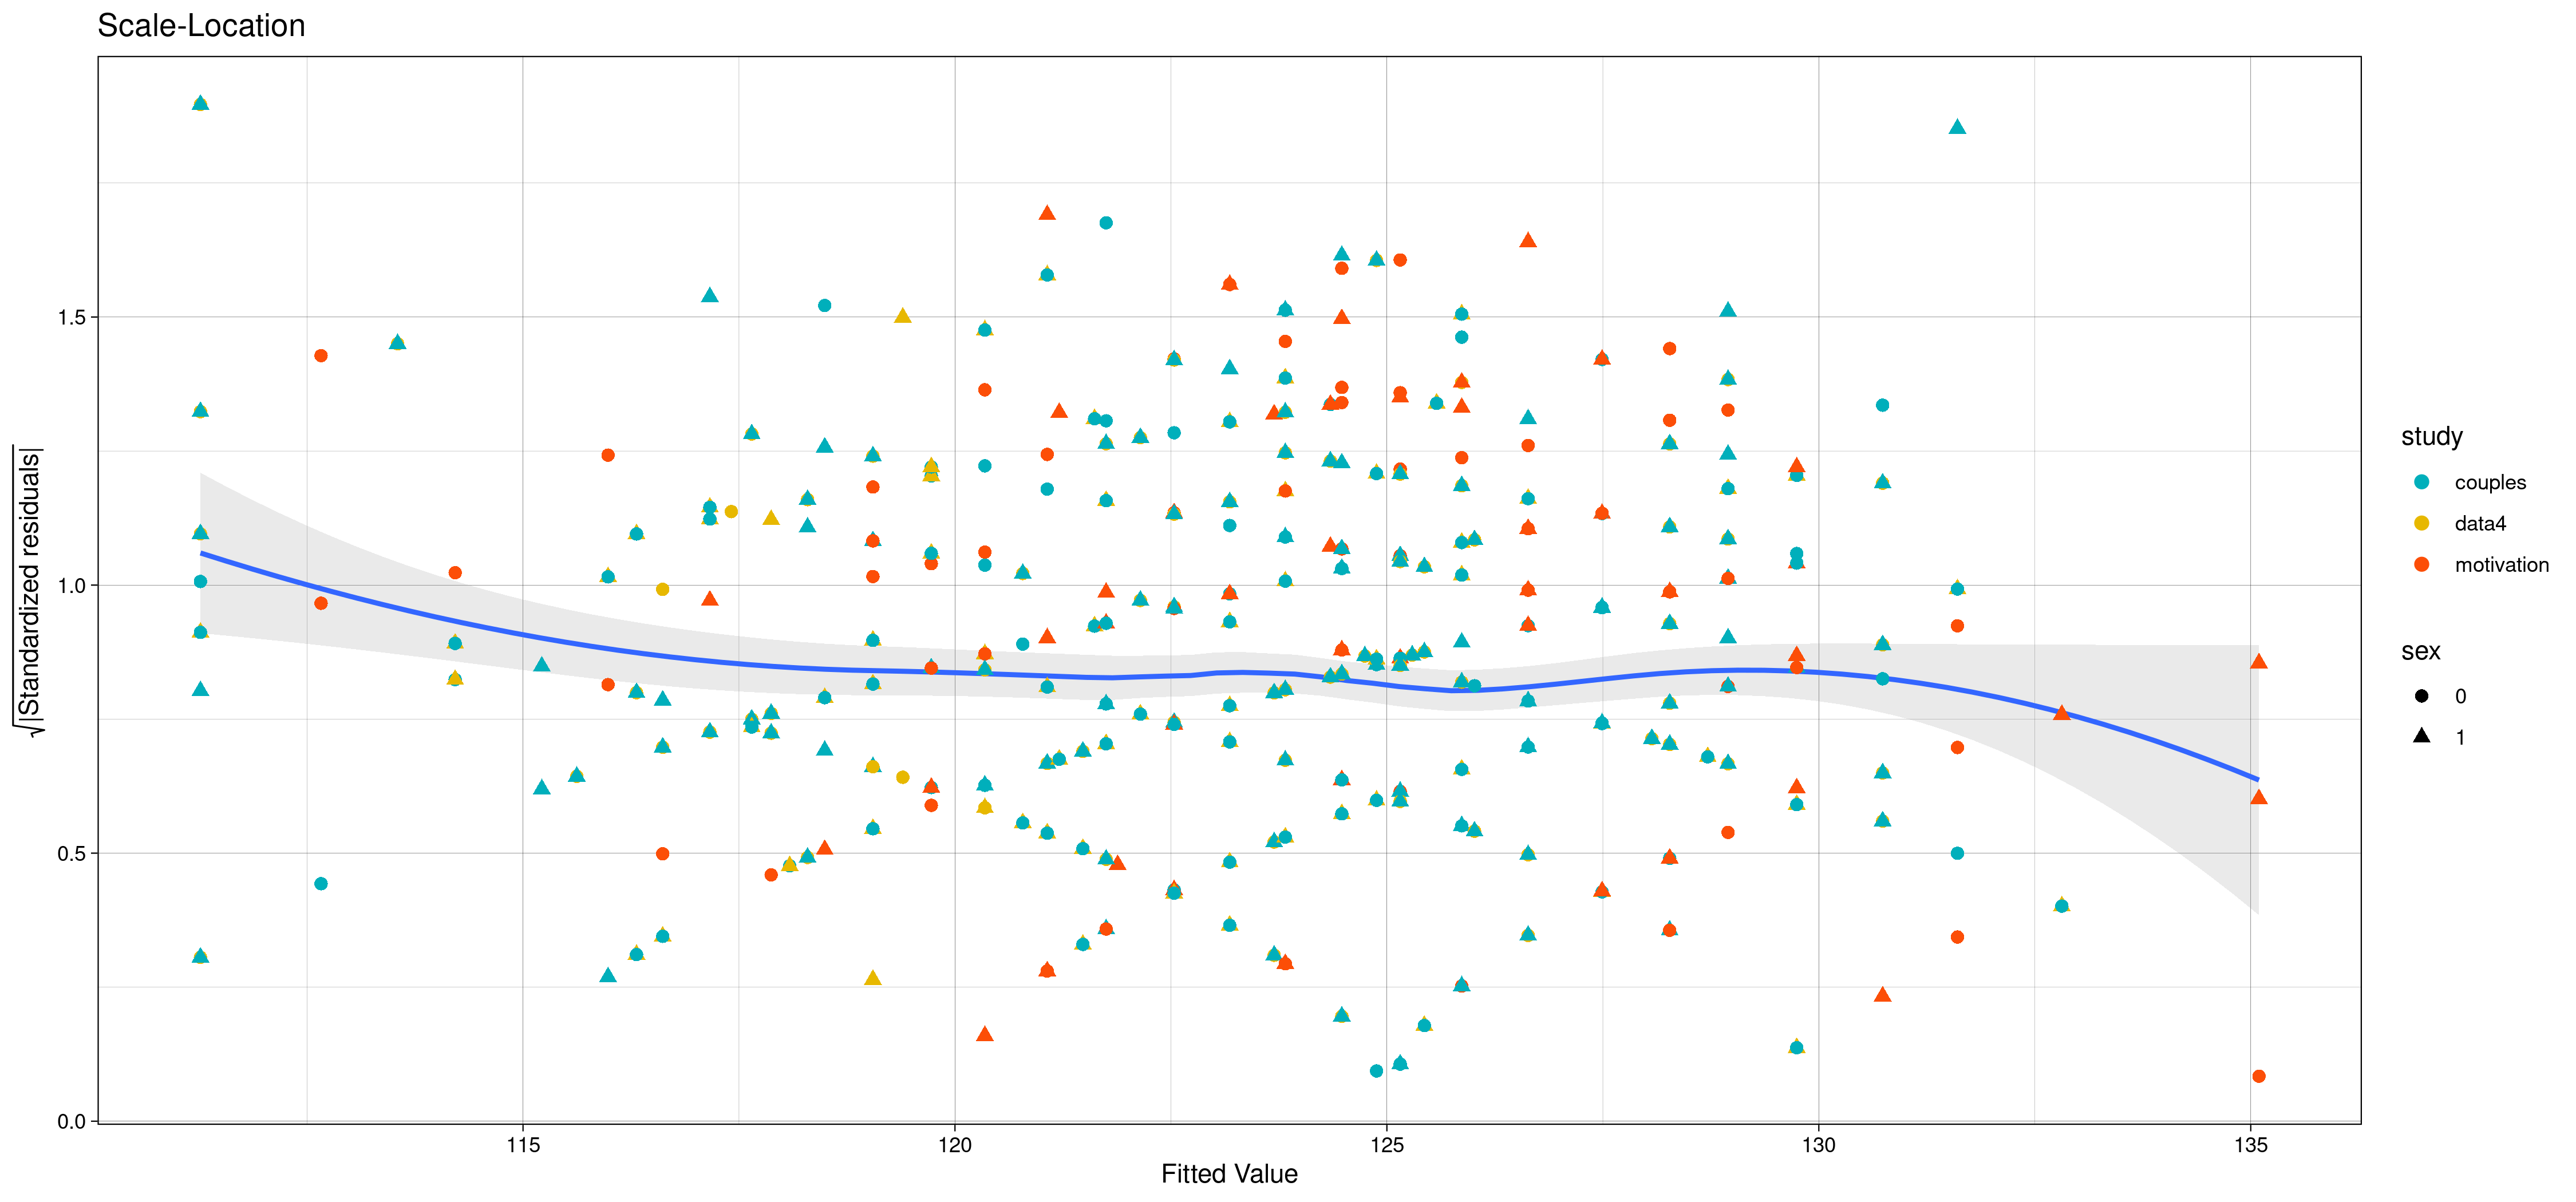 Scale-Location
√|Standardized residuals|
1.5
1.0
0.5
0.0
115
120
125
130
135
Fitted Value
study
couples
data4
motivation
sex
0
1